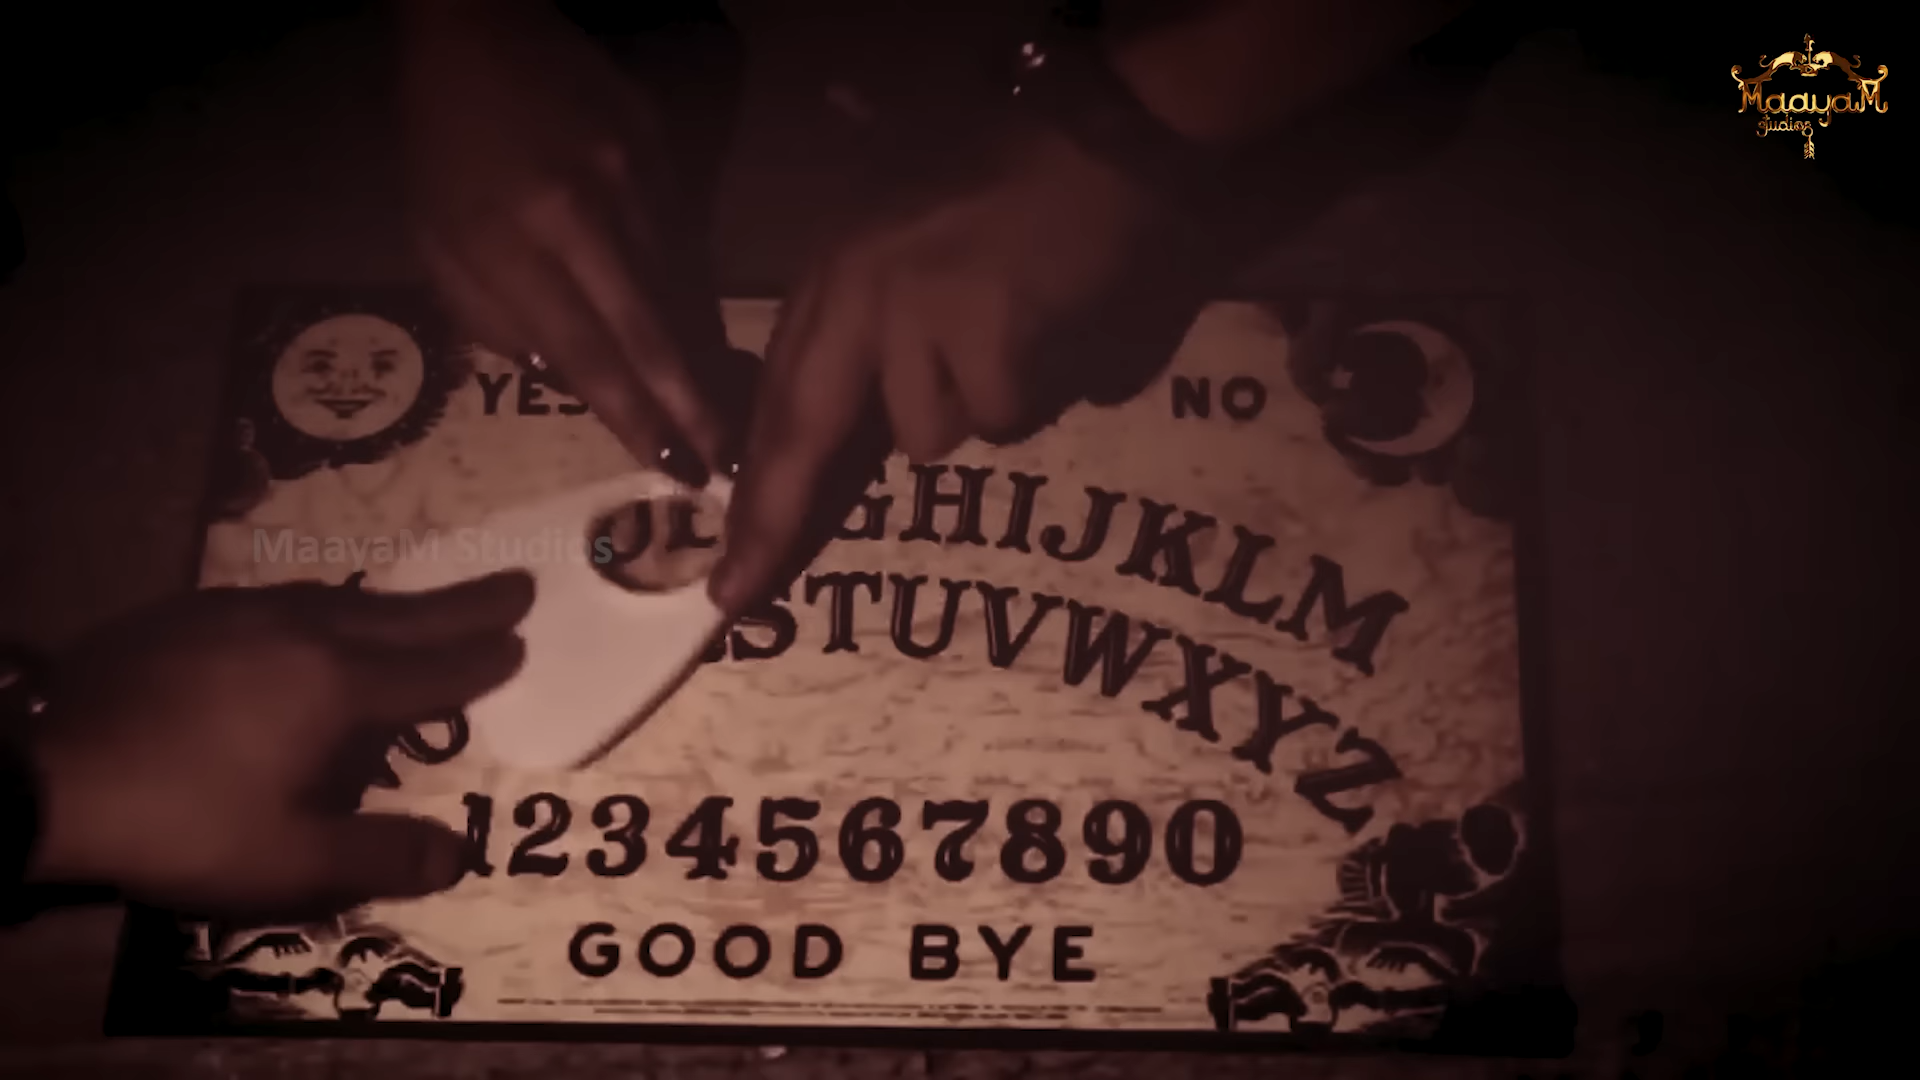 MaayaM
studios
YES
NO
MaayaM Studios
GHIJKLM
STUVWXYZ
1234567890
GOOD BYE